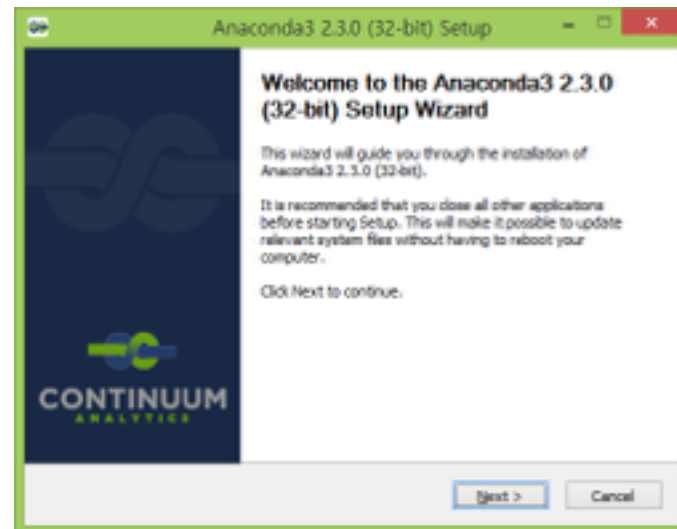 Anaconda3 2.3.0 (32-bit) Setup
Welcome to the Anaconda3 2.3.0
(32-bit) Setup Wizard
This wizard will guide you through the installation of
Anaconda3 2.3.0 (32-bit).
It is recommended that you close all other applications
before starting Setup. This will make it possible to update
relevant system files without having to reboot your
computer.
Click Next to continue.
CONTINUUM
ANALYTICS
Next >
Cancel